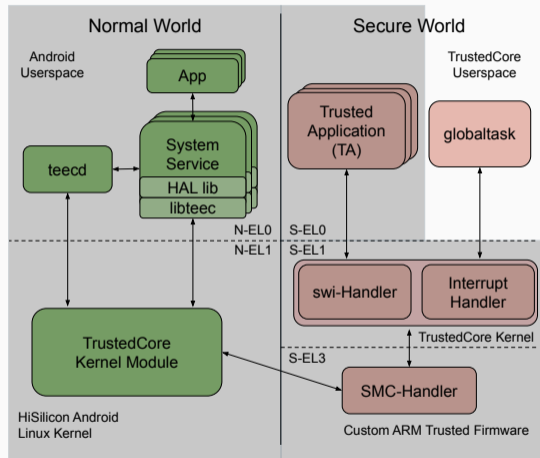 Normal World
Secure World
Android
Userspace
TrustedCore
Userspace
App
Trusted
Application
(TA)
globaltask
System
Service
teecd
HAL lib
libteec
N-EL0
S-EL0
N-EL1
S-EL1
swi-Handler
Interrupt
Handler
TrustedCore
Kernel Module
TrustedCore Kernel
S-EL3
SMC-Handler
HiSilicon Android
Linux Kernel
Custom ARM Trusted Firmware